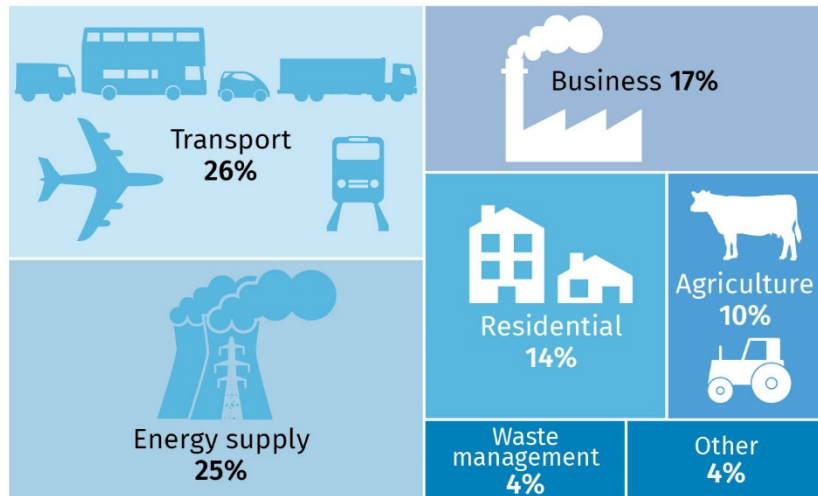 Transport
26%
Business 17%
Energy supply
25%
Residential
14%
Agriculture
10%
Waste
management
4%
Other
4%